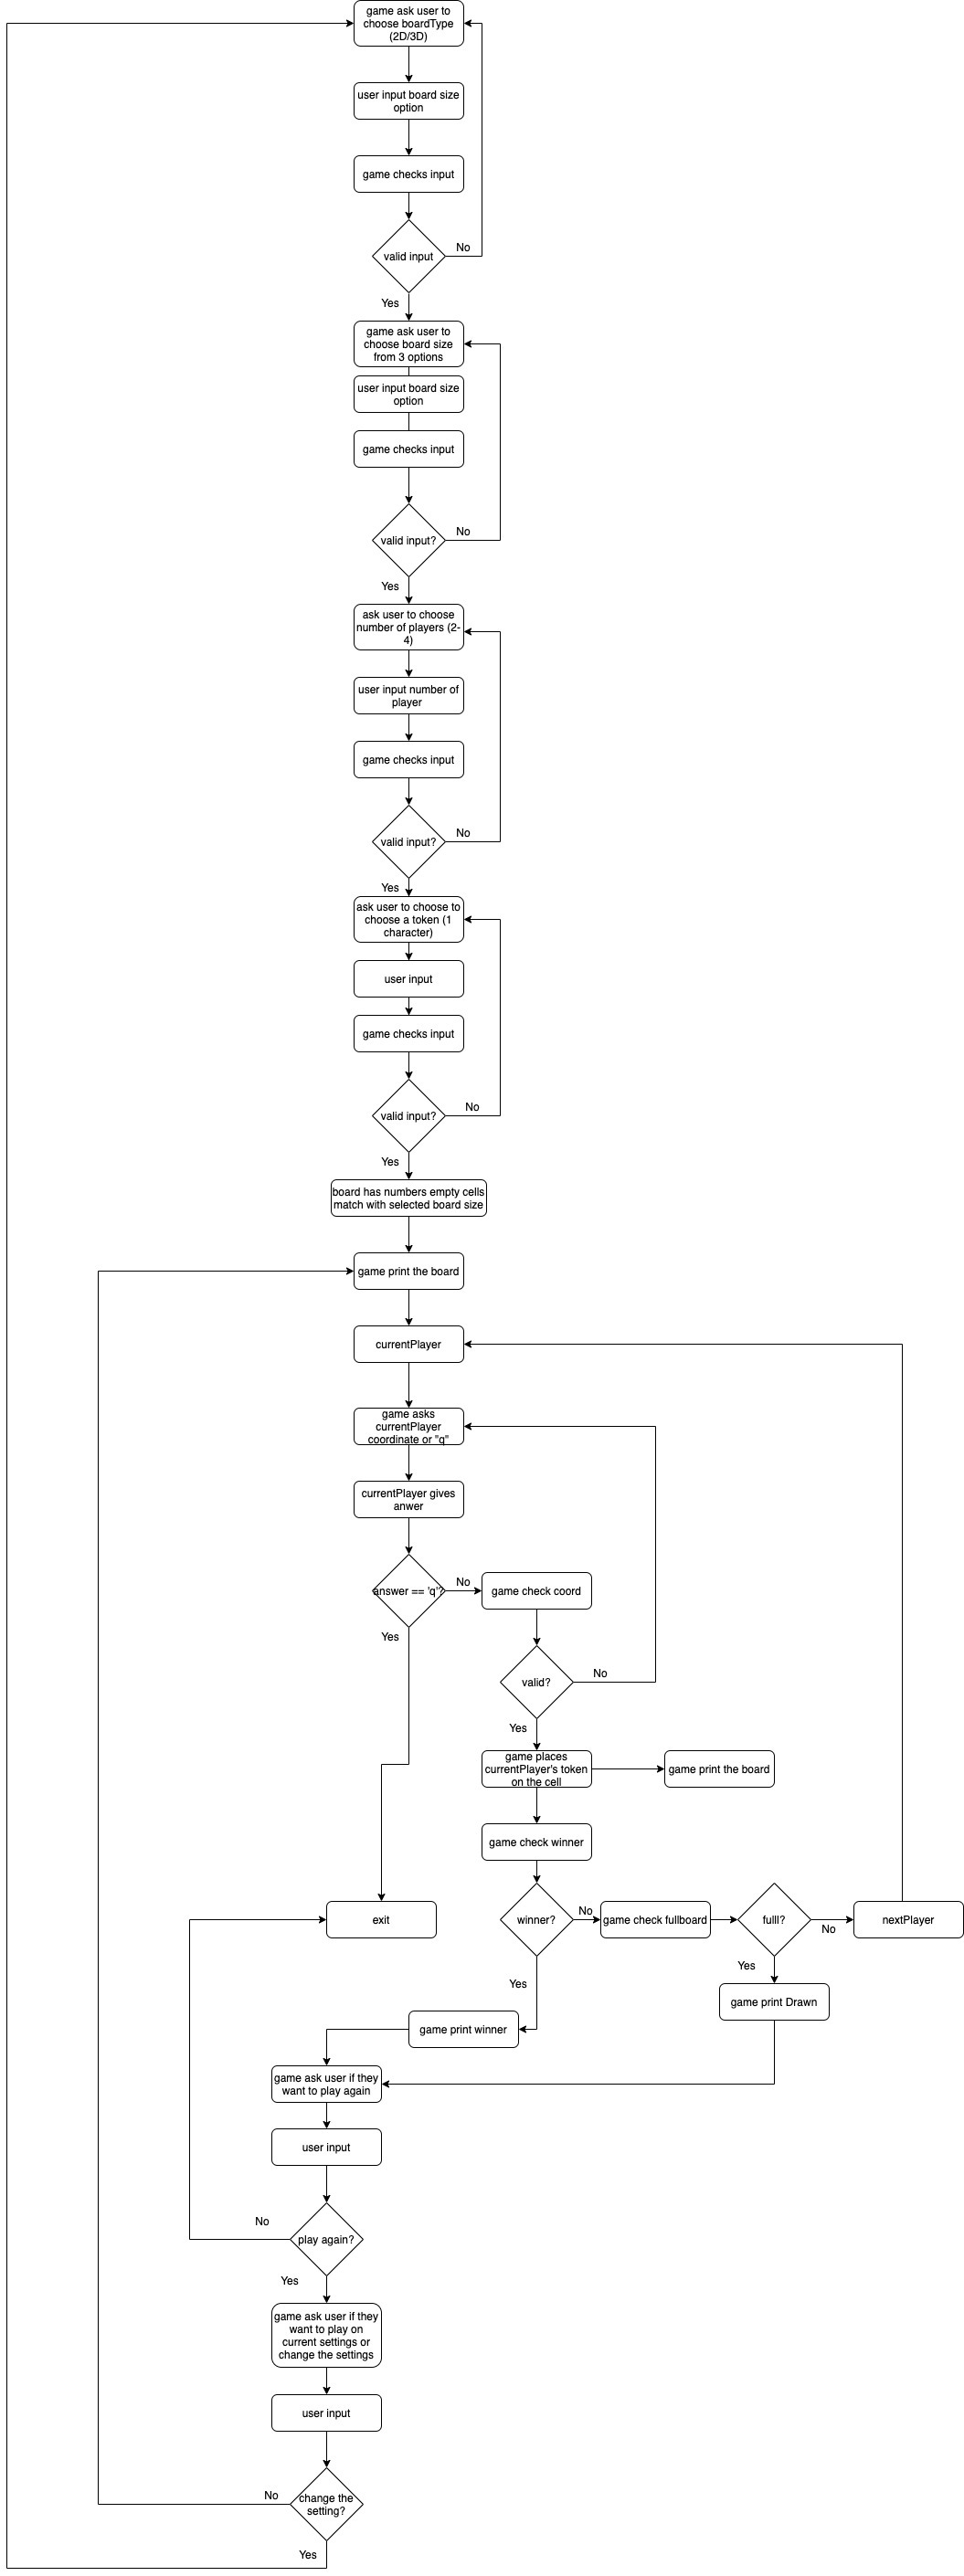 game ask user to
choose boardType
(2D/3D)
user input board size
option
game checks input
valid input
No
Yes
game ask user to
choose board size
from 3 options
user input board size
option
game checks input
valid input?
No
Yes
ask user to choose
number of players (2-
4)
user input number of
player
game checks input
valid input?
No
Yes
ask user to choose to
choose a token (1
character)
user input
game checks input
valid input?
No
Yes
board has numbers empty cells
match with selected board size
game print the board
currentPlayer
game asks
currentPlayer
coordinate or "q"
currentPlayer gives
anwer
answer == 'q'?
No
game check coord
Yes
valid?
No
Yes
game places
currentPlayer's token
on the cell
game print the board
game check winner
exit
winner?
No
game check fullboard
fulll?
No
nextPlayer
Yes
Yes
game print Drawn
game print winner
game ask user if they
want to play again
user input
play again?
No
Yes
game ask user if they
want to play on
current settings or
change the settings
user input
change the
setting?
No
Yes